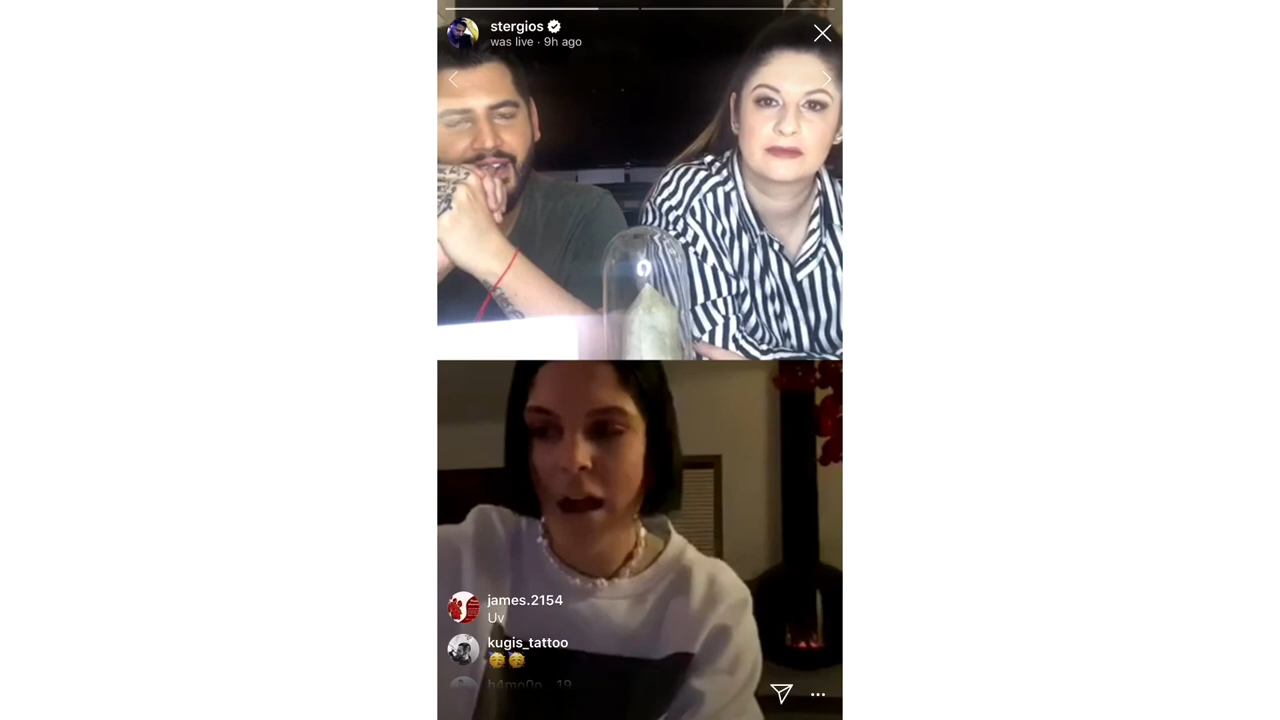 stergios
was live · 9h ago
james.2154
Uv
kugis_tattoo
🥳🥳